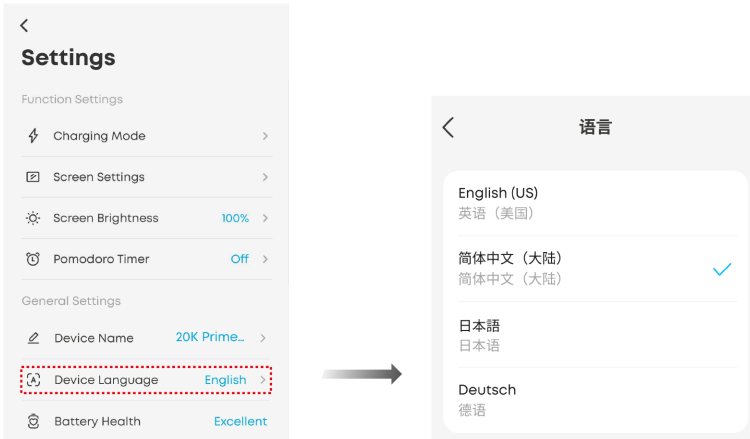 Settings
Function Settings
Charging Mode
Screen Settings
Screen Brightness 100%
Pomodoro Timer Off
General Settings
Device Name 20K Prime...
Device Language English
Battery Health Excellent
语言
English (US)
英语（美国）
简体中文（大陆）
简体中文（大陆）
日本語
日本语
Deutsch
德语